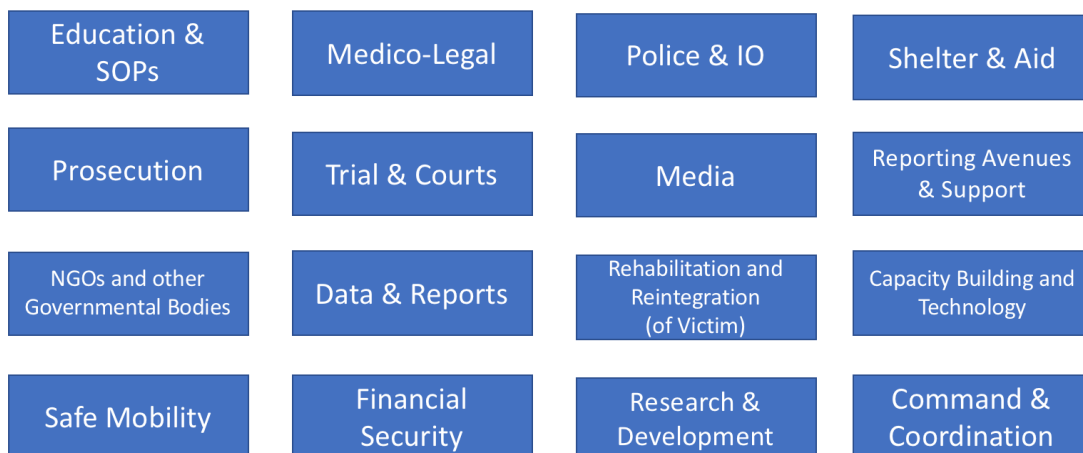 Education &
SOPs
Medico-Legal
Police & IO
Shelter & Aid
Prosecution
Trial & Courts
Media
Reporting Avenues
& Support
NGOs and other
Governmental Bodies
Data & Reports
Rehabilitation and
Reintegration
(of Victim)
Capacity Building and
Technology
Safe Mobility
Financial
Security
Research &
Development
Command &
Coordination